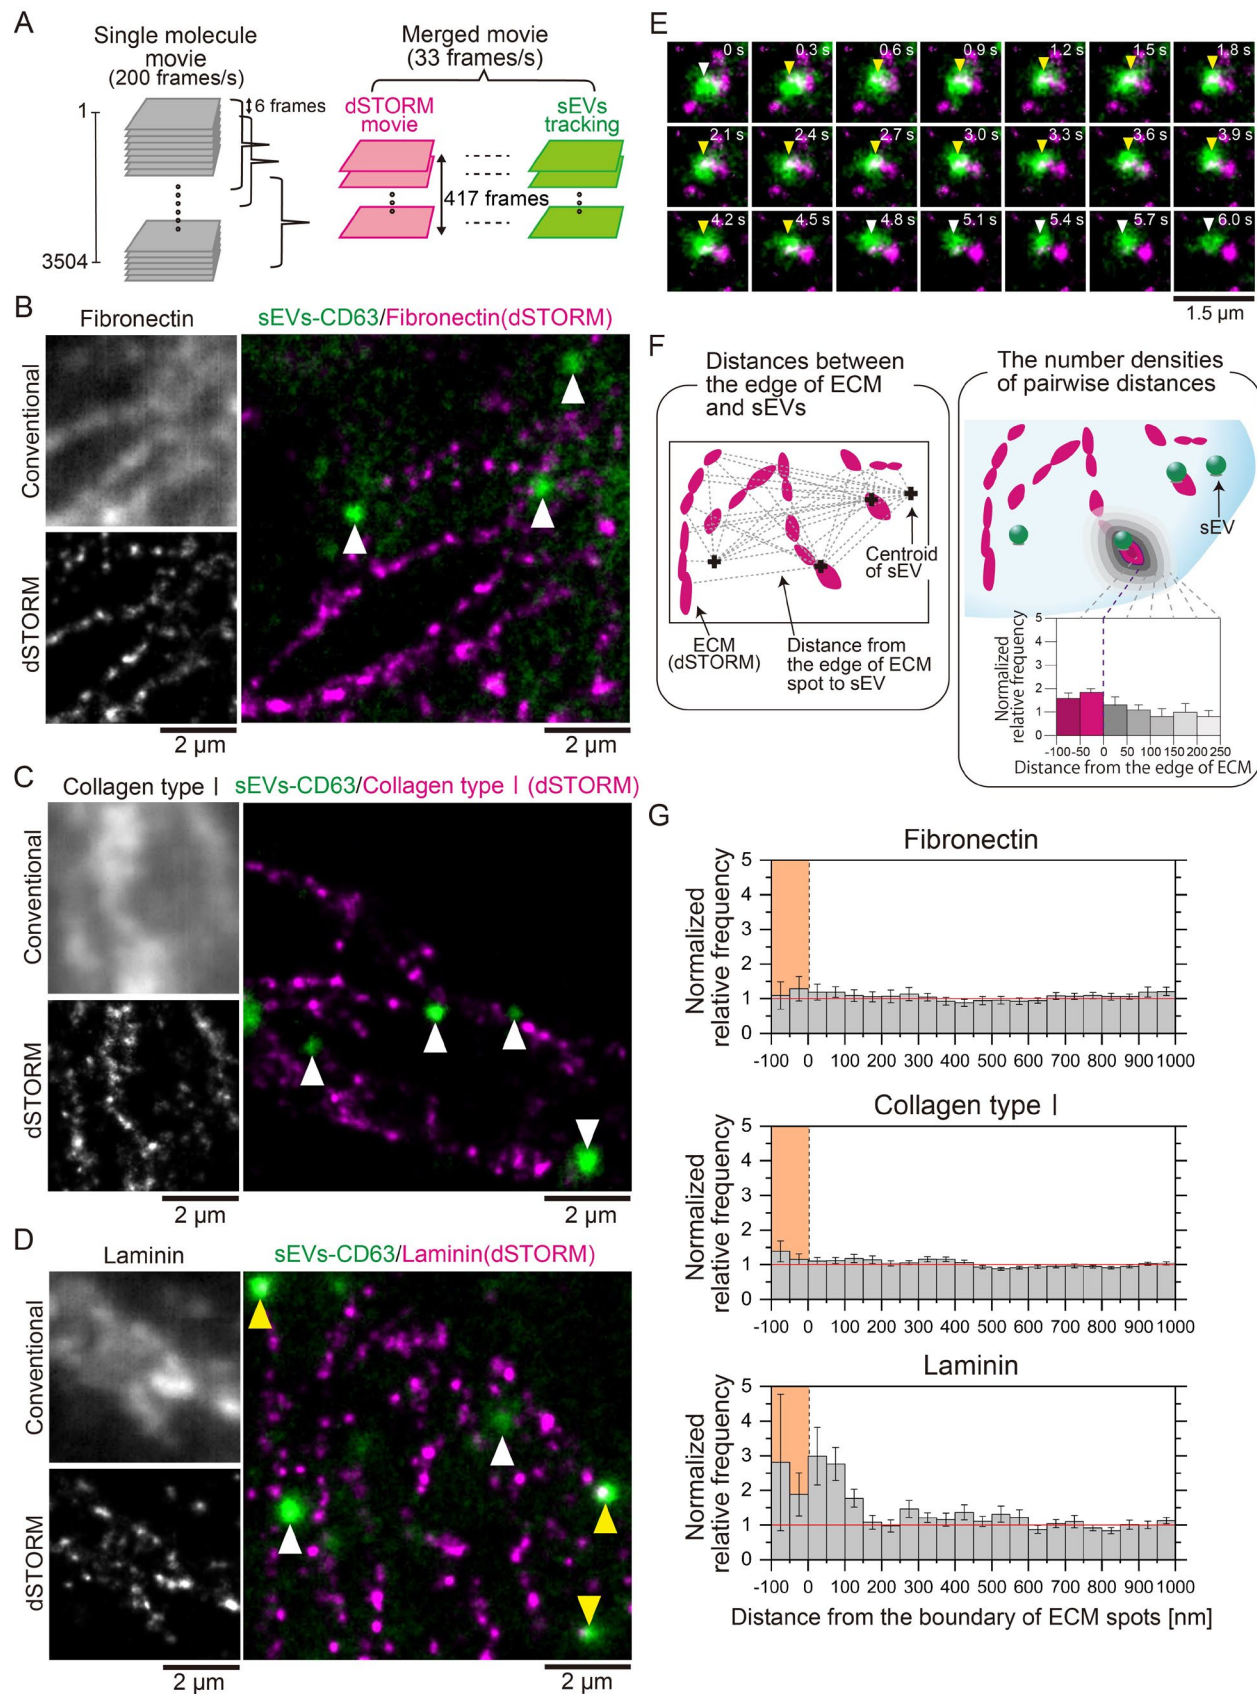 A
Single molecule
movie
(200 frames/s)
1
6 frames
3504
Merged movie
(33 frames/s)
dSTORM
movie
sEVs
tracking
417 frames
B
Fibronectin
sEVs-CD63/Fibronectin(dSTORM)
Conventional
dSTORM
2 µm
2 µm
C
Collagen type I
sEVs-CD63/Collagen type I (dSTORM)
Conventional
dSTORM
2 µm
2 µm
D
Laminin
sEVs-CD63/Laminin(dSTORM)
Conventional
dSTORM
2 µm
2 µm
E
0 s 0.3 s 0.6 s 0.9 s 1.2 s 1.5 s 1.8 s
2.1 s 2.4 s 2.7 s 3.0 s 3.3 s 3.6 s 3.9 s
4.2 s 4.5 s 4.8 s 5.1 s 5.4 s 5.7 s 6.0 s
1.5 µm
F
Distances between
the edge of ECM
and sEVs
Centroid
of sEV
ECM
(dSTORM)
Distance from
the edge of ECM
spot to sEV
The number densities
of pairwise distances
sEV
Normalized
relative frequency
5
4
3
2
1
0
-100 -50 0 50 100 150 200 250
Distance from the edge of ECM
G
Fibronectin
Normalized
relative frequency
5
4
3
2
1
0
-100 0 100 200 300 400 500 600 700 800 900 1000
Collagen type I
Normalized
relative frequency
5
4
3
2
1
0
-100 0 100 200 300 400 500 600 700 800 900 1000
Laminin
Normalized
relative frequency
5
4
3
2
1
0
-100 0 100 200 300 400 500 600 700 800 900 1000
Distance from the boundary of ECM spots [nm]